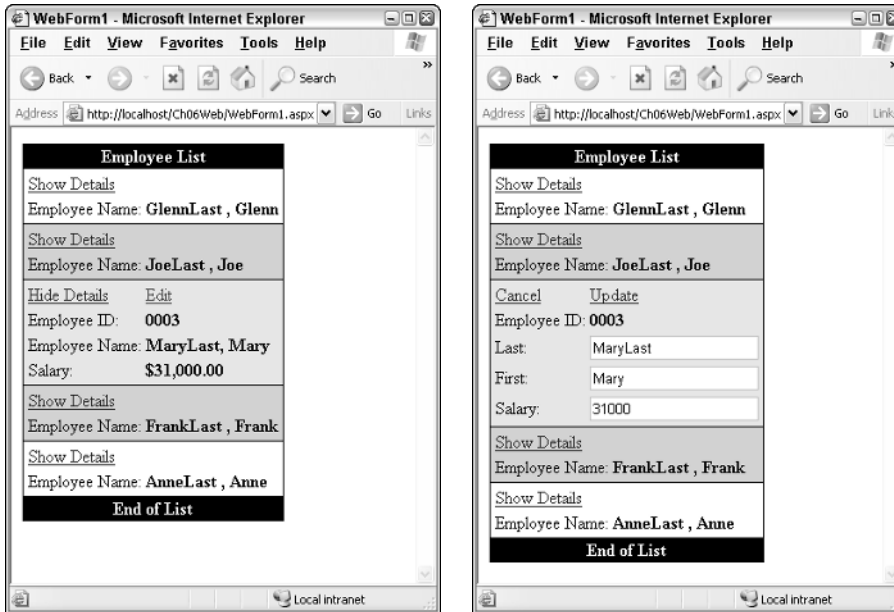 WebForm1 - Microsoft Internet Explorer
File Edit View Favorites Tools Help
Back Search »
Address http://localhost/Ch06Web/WebForm1.aspx Go Links
Employee List
Show Details
Employee Name: GlennLast , Glenn
Show Details
Employee Name: JoeLast , Joe
Hide Details Edit
Employee ID: 0003
Employee Name: MaryLast, Mary
Salary: $31,000.00
Show Details
Employee Name: FrankLast , Frank
Show Details
Employee Name: AnneLast , Anne
End of List
Local intranet
WebForm1 - Microsoft Internet Explorer
File Edit View Favorites Tools Help
Back Search
Address http://localhost/Ch06Web/WebForm1.aspx Go Link
Employee List
Show Details
Employee Name: GlennLast , Glenn
Show Details
Employee Name: JoeLast , Joe
Cancel Update
Employee ID: 0003
Last: MaryLast
First: Mary
Salary: 31000
Show Details
Employee Name: FrankLast , Frank
Show Details
Employee Name: AnneLast , Anne
End of List
Local intranet